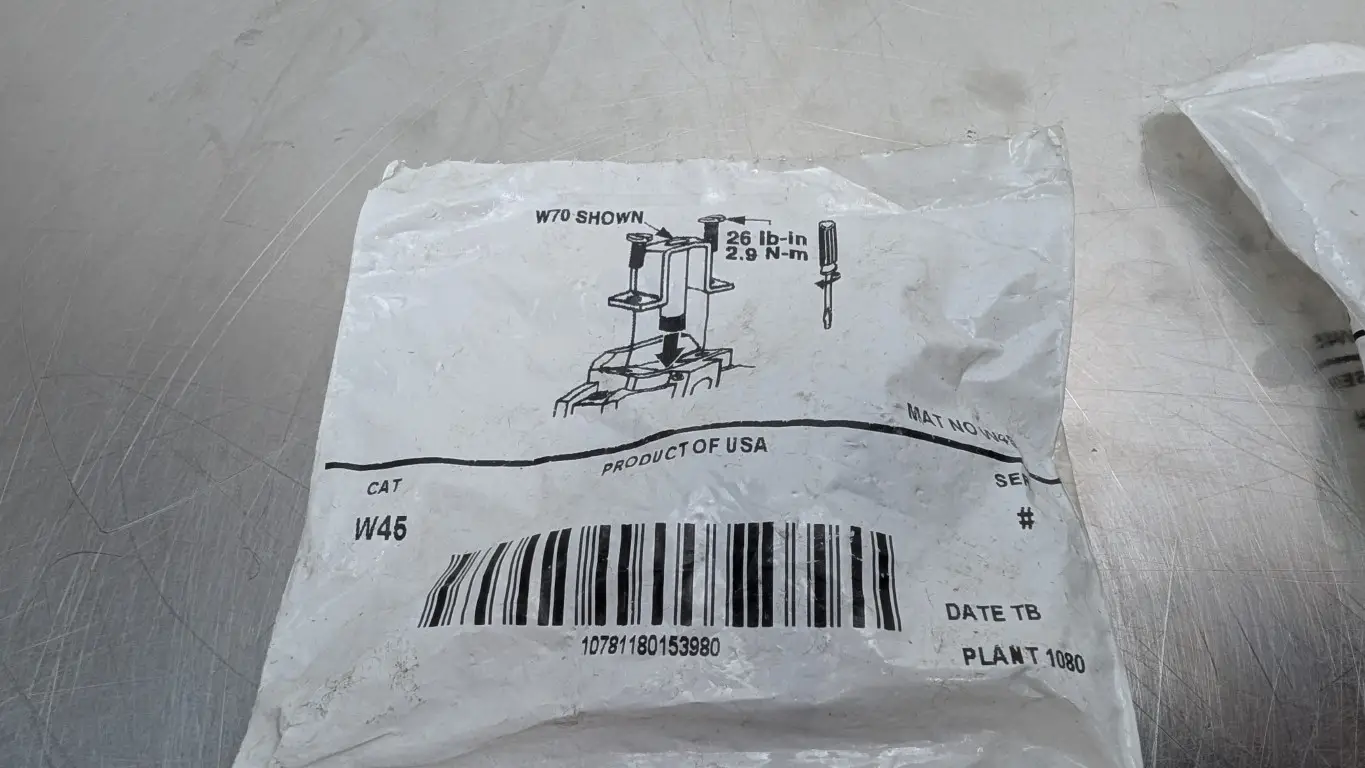 W70 SHOWN
26 lb-in
2.9 N-m
MAT NO W45
PRODUCT OF USA
CAT
SER
W45
#
10781180153980
DATE TB
PLANT 1080